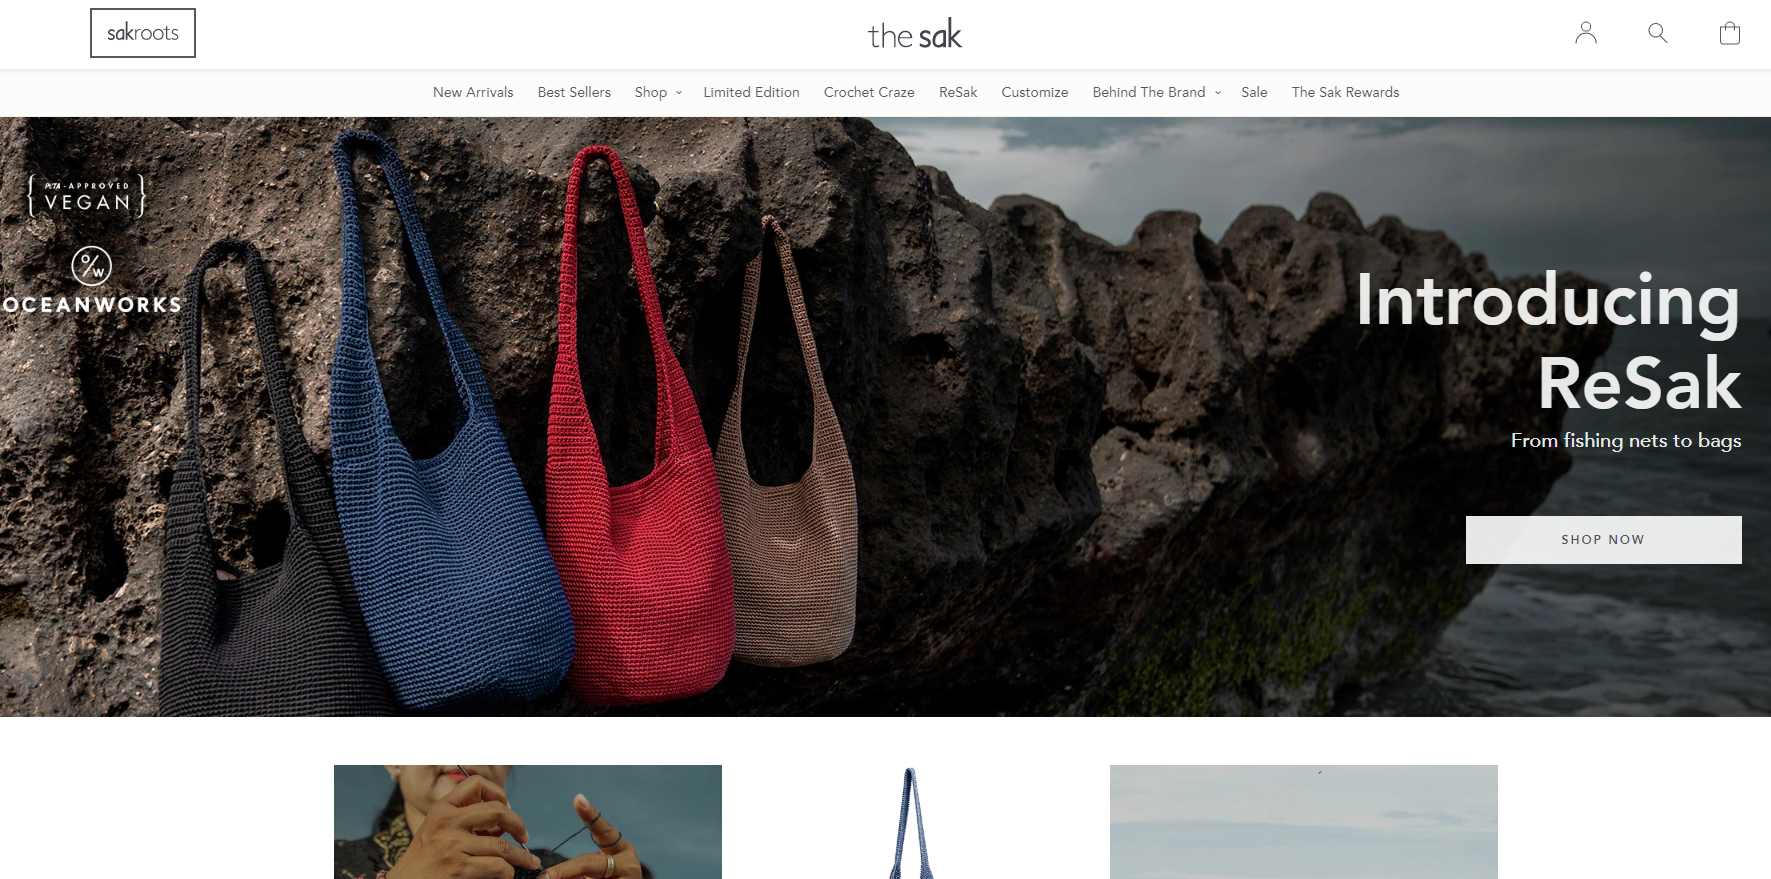 sakroots
the sak
New Arrivals
Best Sellers
Shop
Limited Edition
Crochet Craze
ReSak
Customize
Behind The Brand
Sale
The Sak Rewards
PETA-APPROVED
VEGAN
O/W
OCEANWORKS
Introducing
ReSak
From fishing nets to bags
SHOP NOW